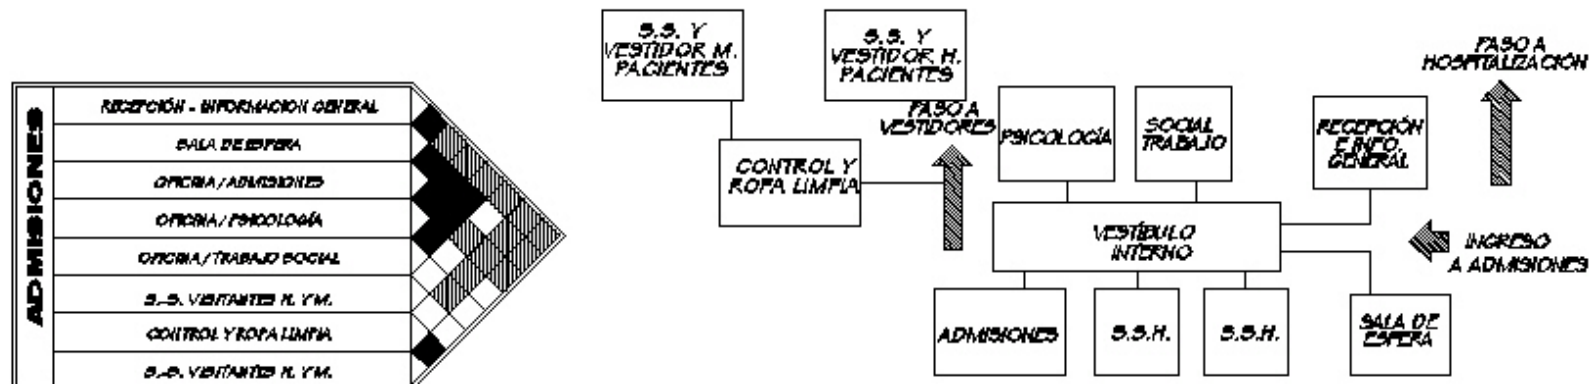 ADMISIONES
RECEPCIÓN - INFORMACION GENERAL
SALA DE ESPERA
OFICINA / ADMISIONES
OFICINA / PSICOLOGÍA
OFICINA / TRABAJO SOCIAL
S.S. VISITANTES H. Y M.
CONTROL Y ROPA LIMPIA
S.S. VISITANTES H. Y M.
S.S. Y
VESTIDOR M.
PACIENTES
S.S. Y
VESTIDOR H.
PACIENTES
PASO A
VESTIDORES
CONTROL Y
ROPA LIMPIA
PSICOLOGÍA
SOCIAL
TRABAJO
RECEPCIÓN
E INFO.
GENERAL
PASO A
HOSPITALIZACIÓN
VESTÍBULO
INTERNO
INGRESO
A ADMISIONES
ADMISIONES
S.S.H.
S.S.H.
SALA DE
ESPERA